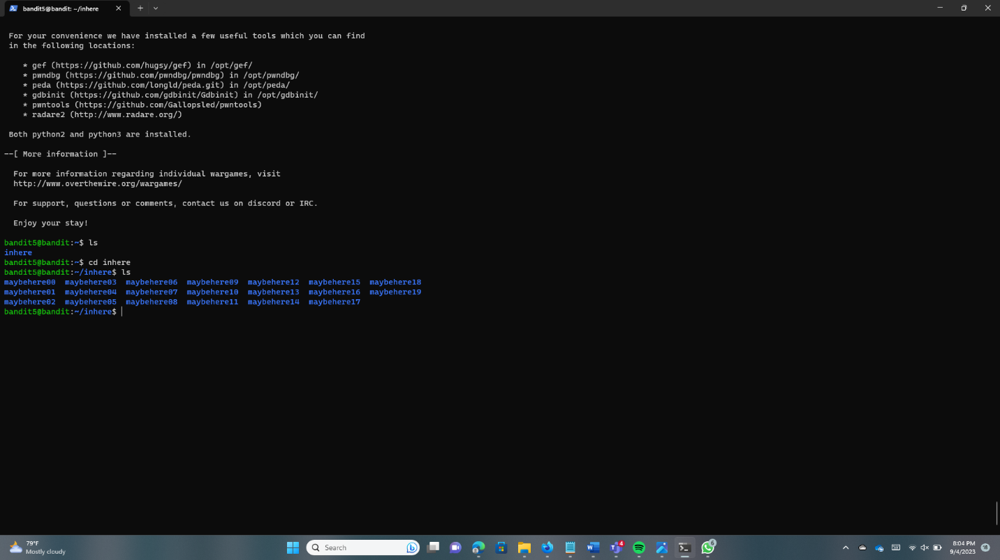 bandit5@bandit: ~/inhere
For your convenience we have installed a few useful tools which you can find
in the following locations:
* gef (https://github.com/hugsy/gef) in /opt/gef/
* pwndbg (https://github.com/pwndbg/pwndbg) in /opt/pwndbg/
* peda (https://github.com/longld/peda.git) in /opt/peda/
* gdbinit (https://github.com/gdbinit/Gdbinit) in /opt/gdbinit/
* pwntools (https://github.com/Gallopsled/pwntools)
* radare2 (http://www.radare.org/)
Both python2 and python3 are installed.
--[ More information ]--
For more information regarding individual wargames, visit
http://www.overthewire.org/wargames/
For support, questions or comments, contact us on discord or IRC.
Enjoy your stay!
bandit5@bandit:~$ ls
inhere
bandit5@bandit:~$ cd inhere
bandit5@bandit:~/inhere$ ls
maybehere00 maybehere03 maybehere06 maybehere09 maybehere12 maybehere15 maybehere18
maybehere01 maybehere04 maybehere07 maybehere10 maybehere13 maybehere16 maybehere19
maybehere02 maybehere05 maybehere08 maybehere11 maybehere14 maybehere17
bandit5@bandit:~/inhere$
79°F
Mostly cloudy
Search
4
6
8:04 PM
9/4/2023
18